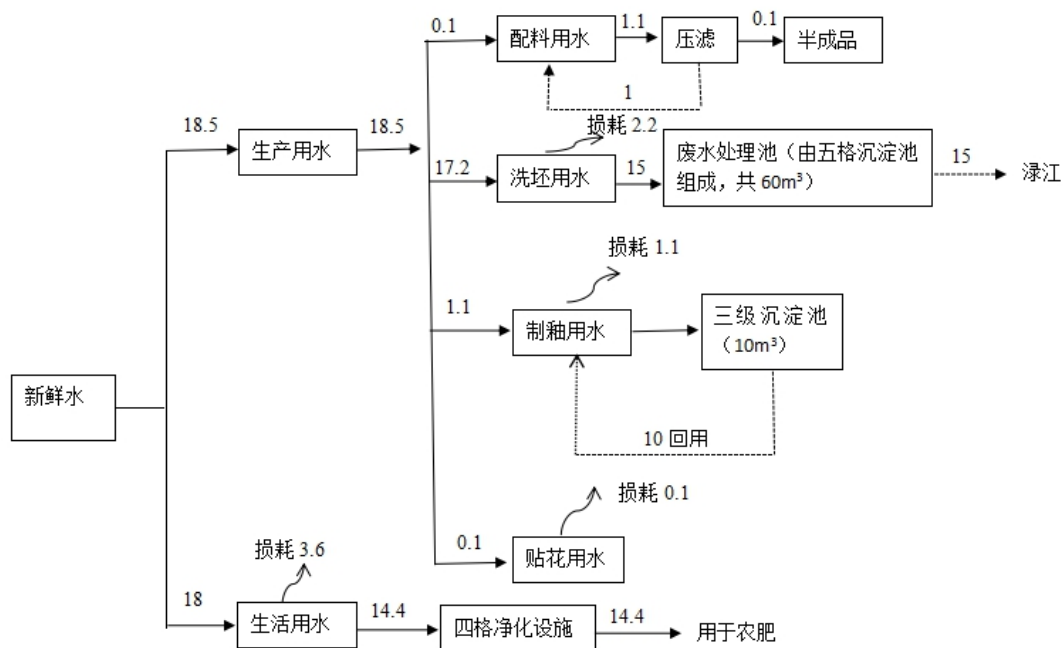 0.1
配料用水
1.1
压滤
0.1
半成品
1
18.5
生产用水
18.5
损耗 2.2
17.2
洗坯用水
15
废水处理池（由五格沉淀池
组成，共 60m³）
15
渌江
损耗 1.1
1.1
制釉用水
三级沉淀池
（10m³）
新鲜水
10 回用
损耗 0.1
0.1
贴花用水
损耗 3.6
18
生活用水
14.4
四格净化设施
14.4
用于农肥